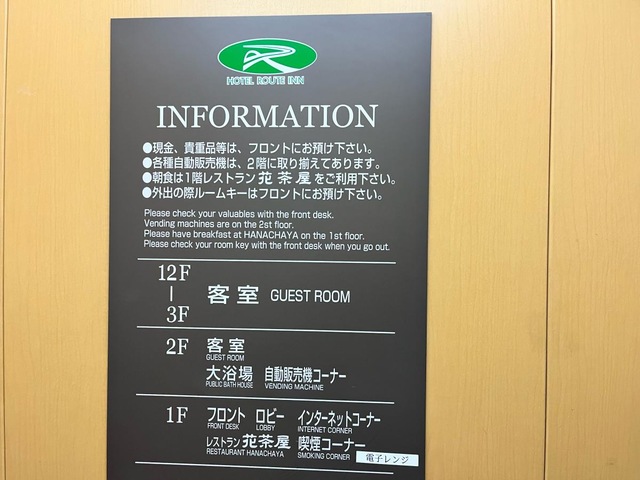 HOTEL ROUTE INN
INFORMATION
●現金、貴重品等は、フロントにお預け下さい。
●各種自動販売機は、2階に取り揃えてあります。
●朝食は1階レストラン花茶屋をご利用下さい。
●外出の際ルームキーはフロントにお預け下さい。
Please check your valuables with the front desk.
Vending machines are on the 2st floor.
Please have breakfast at HANACHAYA on the 1st floor.
Please check your room key with the front desk when you go out.
12F
|
3F
客室 GUEST ROOM
2F 客室
GUEST ROOM
大浴場 自動販売機コーナー
PUBLIC BATH HOUSE VENDING MACHINE
1F フロント ロビー インターネットコーナー
FRONT DESK LOBBY INTERNET CORNER
レストラン花茶屋 喫煙コーナー
RESTAURANT HANACHAYA SMOKING CORNER
電子レンジ